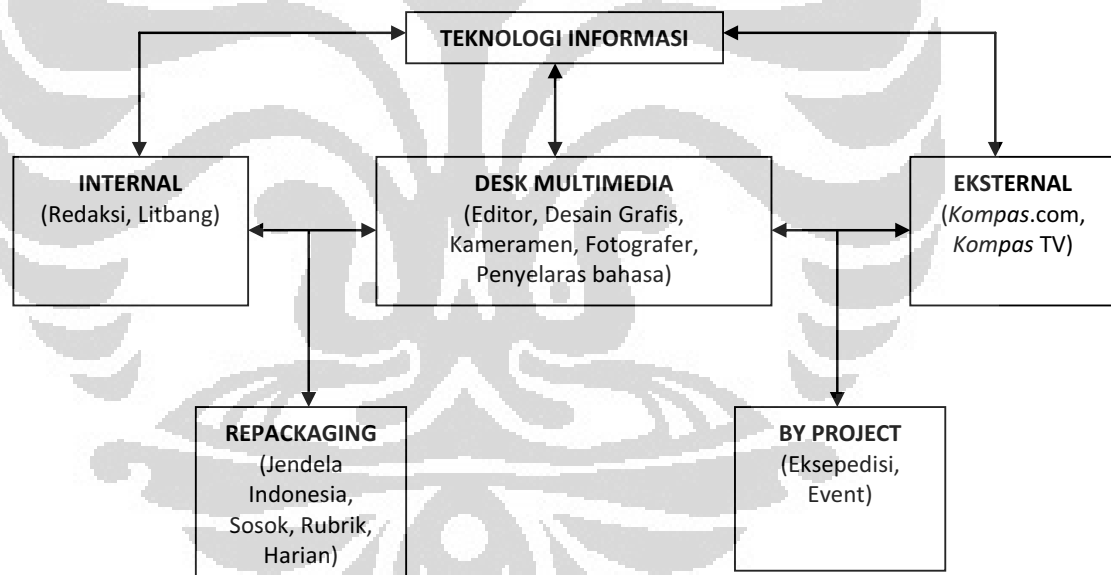 TEKNOLOGI INFORMASI
INTERNAL
(Redaksi, Litbang)
DESK MULTIMEDIA
(Editor, Desain Grafis,
Kameramen, Fotografer,
Penyelaras bahasa)
EKSTERNAL
(Kompas.com,
Kompas TV)
REPACKAGING
(Jendela
Indonesia,
Sosok, Rubrik,
Harian)
BY PROJECT
(Eksepedisi,
Event)